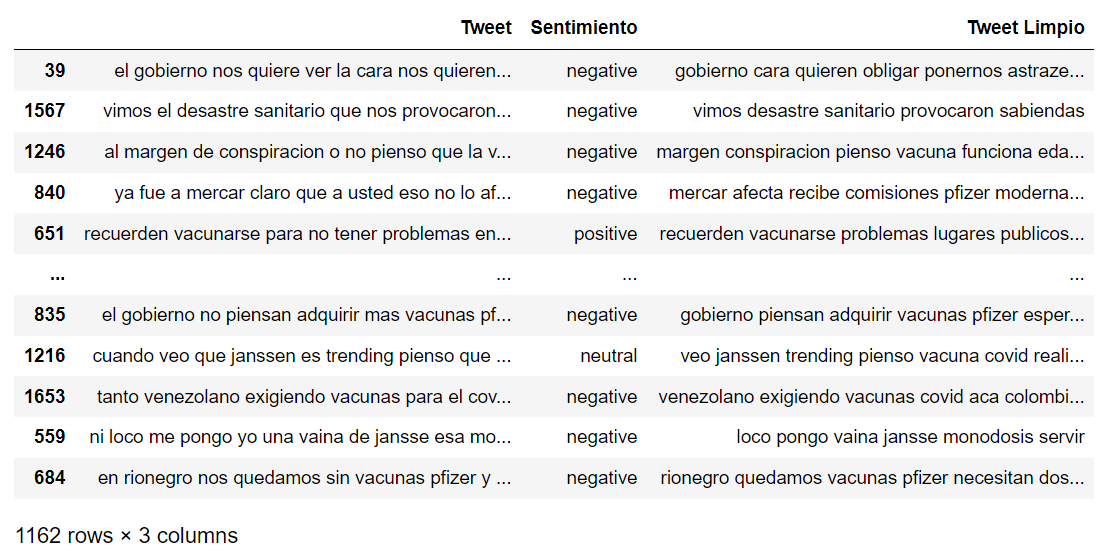 Tweet Sentimiento Tweet Limpio
39 el gobierno nos quiere ver la cara nos quieren... negative gobierno cara quieren obligar ponernos astraze...
1567 vimos el desastre sanitario que nos provocaron... negative vimos desastre sanitario provocaron sabiendas
1246 al margen de conspiracion o no pienso que la v... negative margen conspiracion pienso vacuna funciona eda...
840 ya fue a mercar claro que a usted eso no lo af... negative mercar afecta recibe comisiones pfizer moderna...
651 recuerden vacunarse para no tener problemas en... positive recuerden vacunarse problemas lugares publicos...
... ... ... ...
835 el gobierno no piensan adquirir mas vacunas pf... negative gobierno piensan adquirir vacunas pfizer esper...
1216 cuando veo que janssen es trending pienso que ... neutral veo janssen trending pienso vacuna covid reali...
1653 tanto venezolano exigiendo vacunas para el cov... negative venezolano exigiendo vacunas covid aca colombi...
559 ni loco me pongo yo una vaina de jansse esa mo... negative loco pongo vaina jansse monodosis servir
684 en rionegro nos quedamos sin vacunas pfizer y ... negative rionegro quedamos vacunas pfizer necesitan dos...
1162 rows × 3 columns